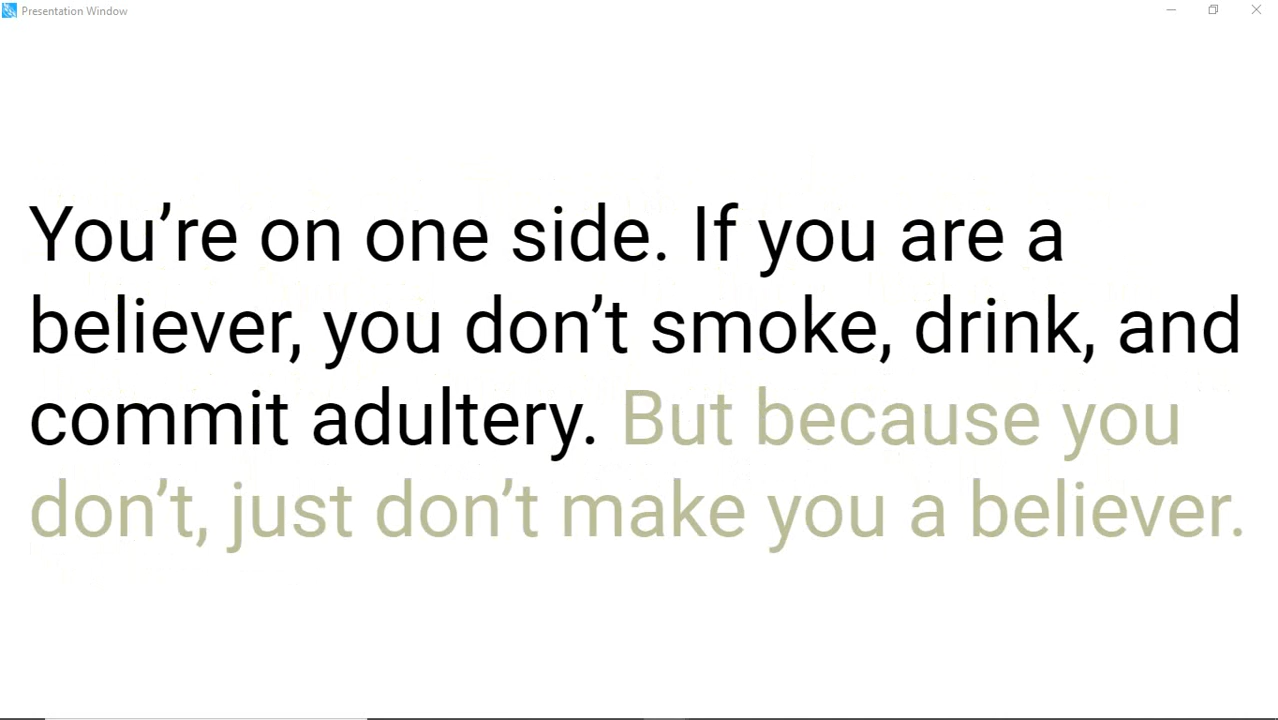 Presentation Window
You’re on one side. If you are a
believer, you don’t smoke, drink, and
commit adultery. But because you
don’t, just don’t make you a believer.